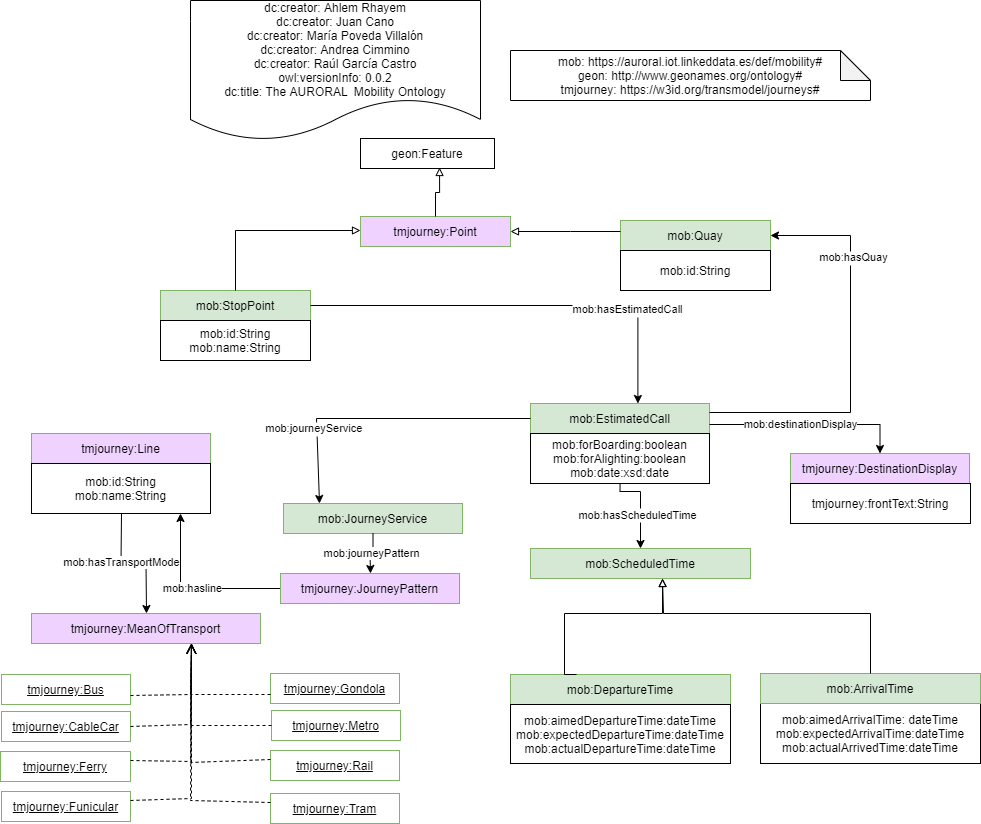 dc:creator: Ahlem Rhayem
dc:creator: Juan Cano
dc:creator: María Poveda Villalón
dc:creator: Andrea Cimmino
dc:creator: Raúl García Castro
owl:versionInfo: 0.0.2
dc:title: The AURORAL Mobility Ontology
mob: https://auroral.iot.linkeddata.es/def/mobility#
geon: http://www.geonames.org/ontology#
tmjourney: https://w3id.org/transmodel/journeys#
geon:Feature
tmjourney:Point
mob:Quay
mob:id:String
mob:hasQuay
mob:StopPoint
mob:id:String
mob:name:String
mob:hasEstimatedCall
mob:EstimatedCall
mob:forBoarding:boolean
mob:forAlighting:boolean
mob:date:xsd:date
mob:destinationDisplay
mob:journeyService
tmjourney:Line
mob:id:String
mob:name:String
tmjourney:DestinationDisplay
tmjourney:frontText:String
mob:JourneyService
mob:hasScheduledTime
mob:journeyPattern
mob:hasTransportMode
mob:hasline
tmjourney:JourneyPattern
mob:ScheduledTime
tmjourney:MeanOfTransport
tmjourney:Bus
tmjourney:Gondola
tmjourney:CableCar
tmjourney:Metro
tmjourney:Ferry
tmjourney:Rail
tmjourney:Funicular
tmjourney:Tram
mob:DepartureTime
mob:aimedDepartureTime:dateTime
mob:expectedDepartureTime:dateTime
mob:actualDepartureTime:dateTime
mob:ArrivalTime
mob:aimedArrivalTime: dateTime
mob:expectedArrivalTime:dateTime
mob:actualArrivedTime:dateTime